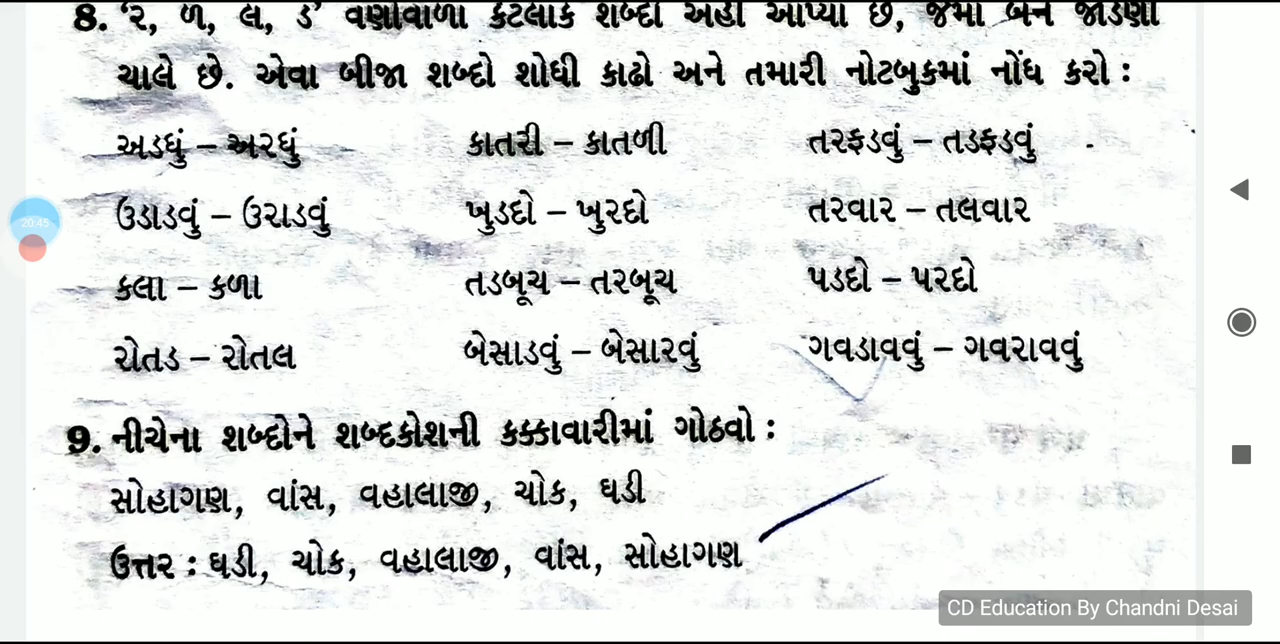 8. 'ર, ળ, લ, ડ' વર્ણોવાળા કેટલાક શબ્દો અહીં આપ્યા છે, જેમાં બંને જોડણી
ચાલે છે. એવા બીજા શબ્દો શોધી કાઢો અને તમારી નોટબુકમાં નોંધ કરો :
અડધું – અરધું કાતરી – કાતળી તરફડવું – તડફડવું
ઉડાડવું – ઉરાડવું ખુડદો – ખુરદો તરવાર – તલવાર
20:45
કલા – કળા તડબૂચ – તરબૂચ પડદો – પરદો
રોતડ – રોતલ બેસાડવું – બેસારવું ગવડાવવું – ગવરાવવું
9. નીચેના શબ્દોને શબ્દકોશની કક્કાવારીમાં ગોઠવો :
સોહાગણ, વાંસ, વહાલાજી, ચોક, ઘડી
ઉત્તર : ઘડી, ચોક, વહાલાજી, વાંસ, સોહાગણ
CD Education By Chandni Desai